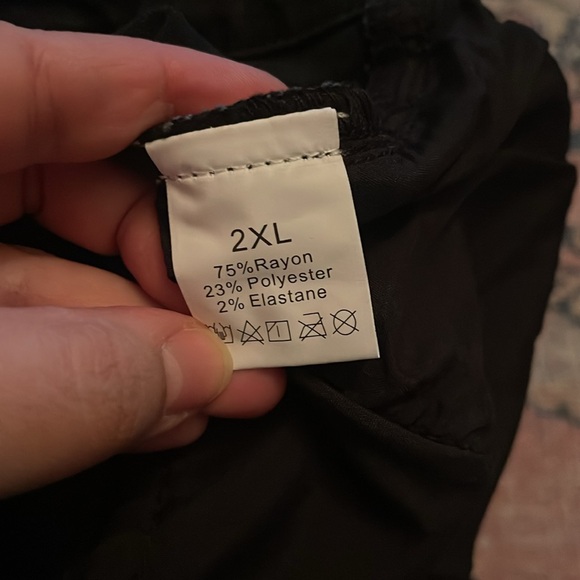 2XL
75%Rayon
23% Polyester
2% Elastane